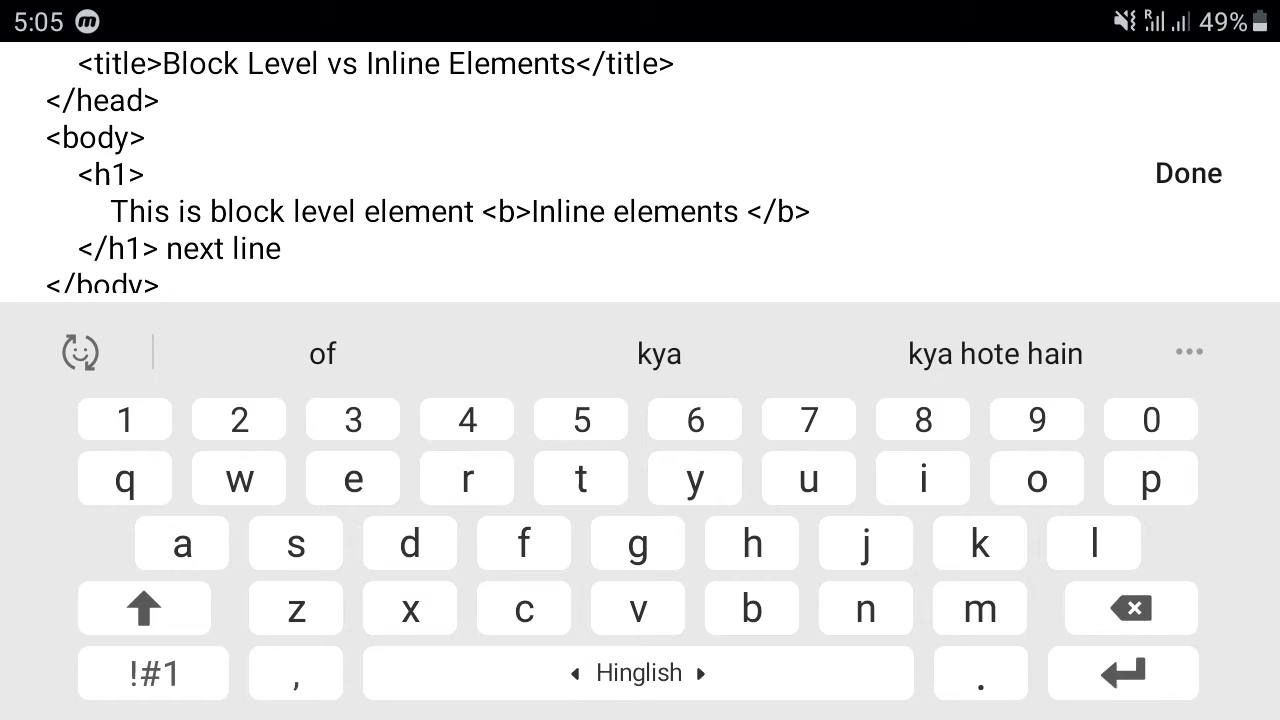 5:05 m R 49%
<title>Block Level vs Inline Elements</title>
</head>
<body>
<h1>
Done
This is block level element <b>Inline elements </b>
</h1> next line
</body>
of kya kya hote hain
1 2 3 4 5 6 7 8 9 0
q w e r t y u i o p
a s d f g h j k l
z x c v b n m
!#1 , Hinglish .